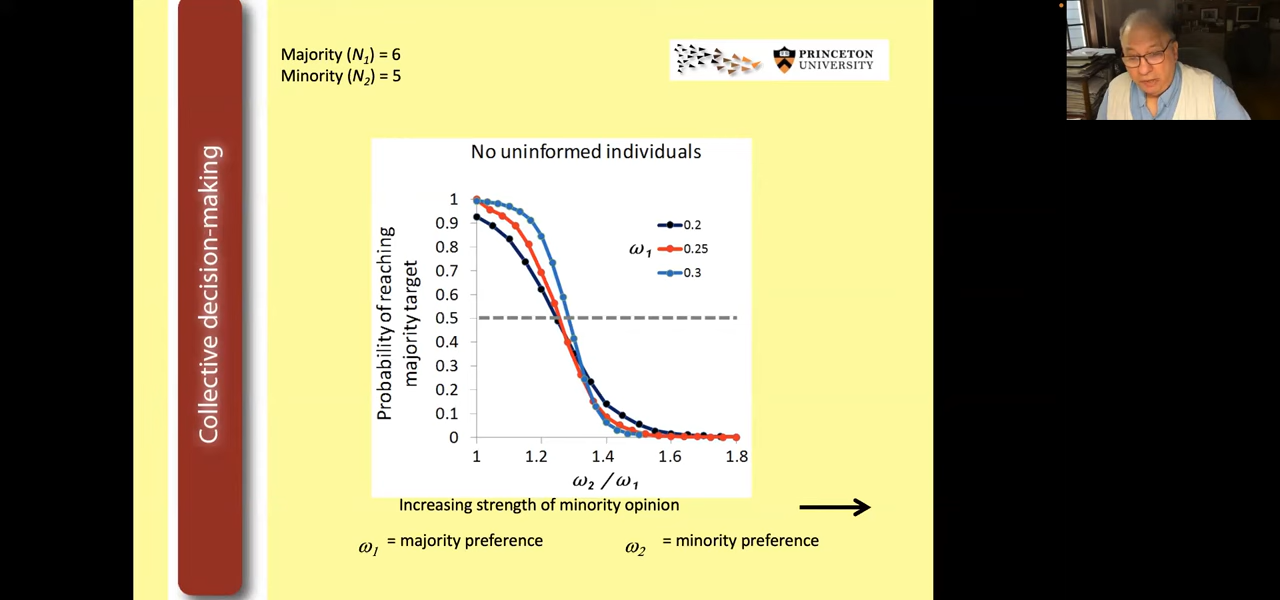 Majority (N1) = 6
Minority (N2) = 5
PRINCETON
UNIVERSITY
Collective decision-making
No uninformed individuals
Probability of reaching
majority target
1
0.9
0.8
0.7
0.6
0.5
0.4
0.3
0.2
0.1
0
ω1
0.2
0.25
0.3
1 1.2 1.4 1.6 1.8
ω2 / ω1
Increasing strength of minority opinion
ω1 = majority preference ω2 = minority preference